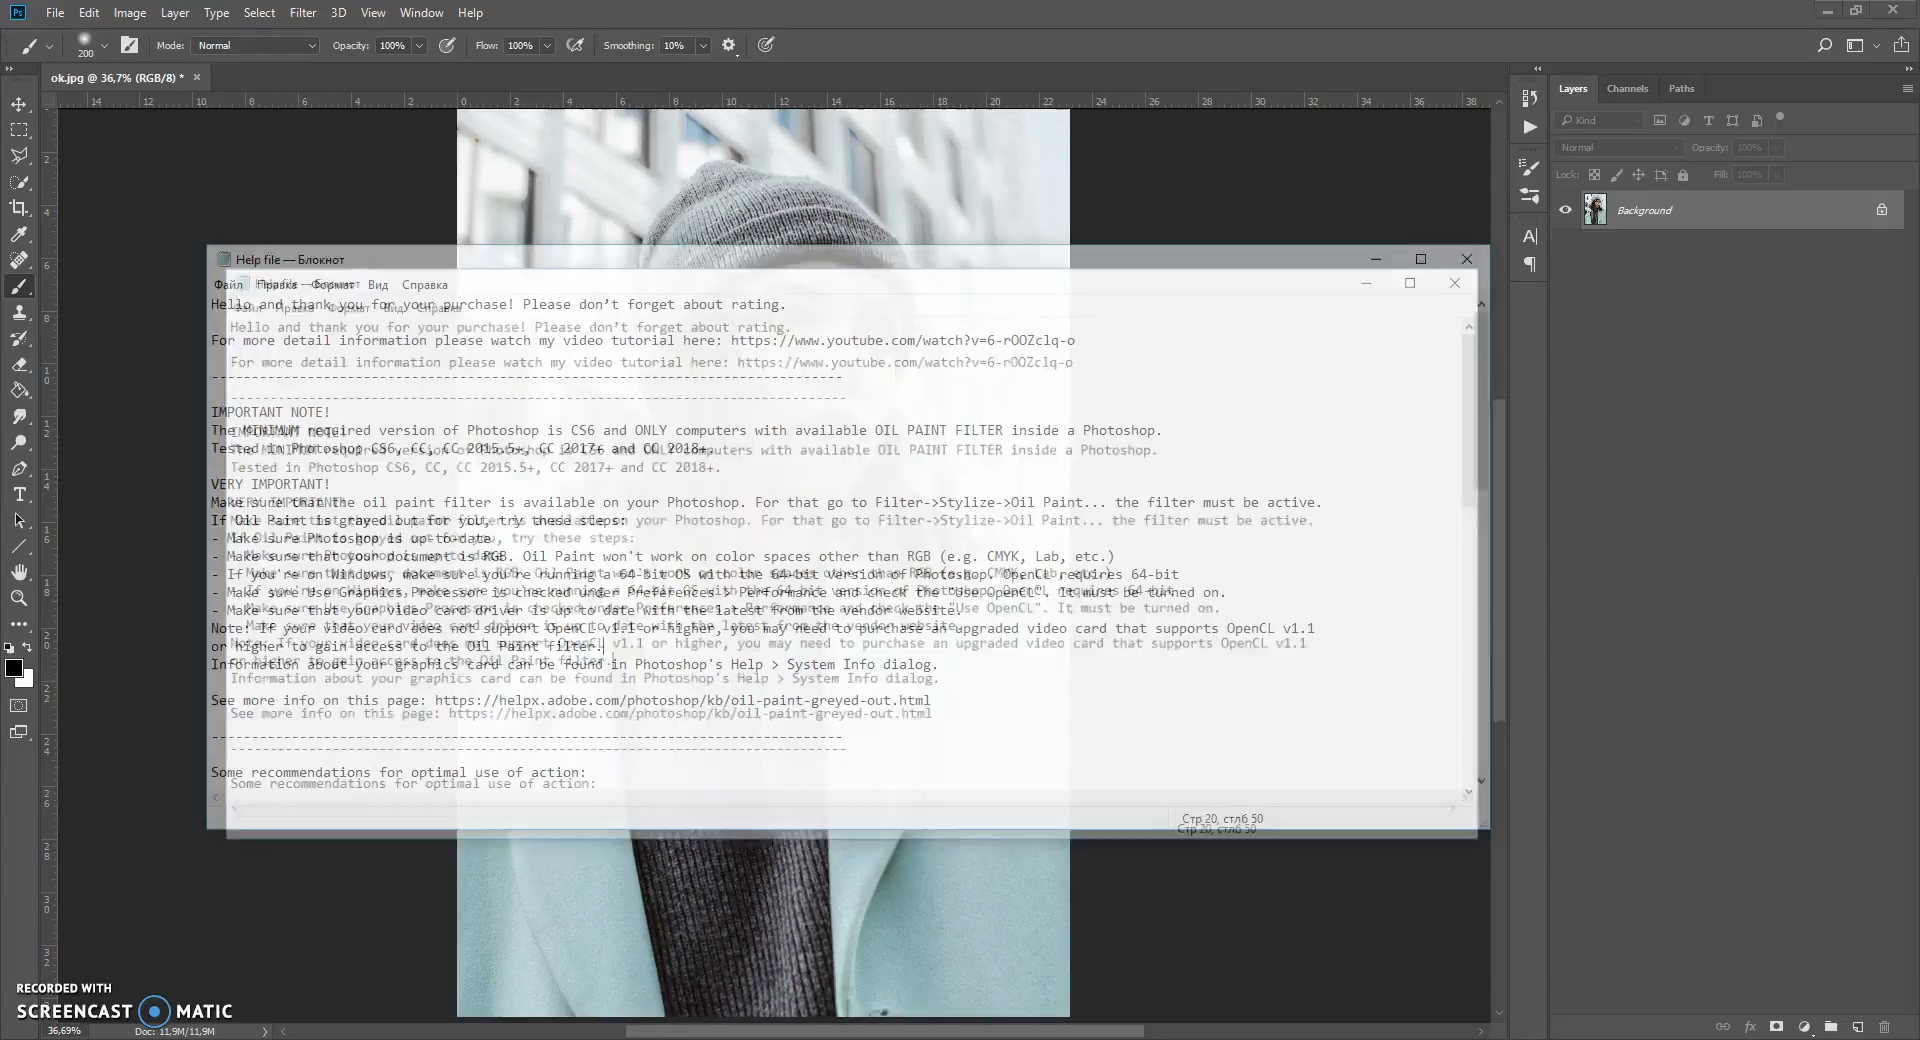 File Edit Image Layer Type Select Filter 3D View Window Help
200 Mode: Normal Opacity: 100% Flow: 100% Smoothing: 10%
ok.jpg @ 36,7% (RGB/8) *
Layers Channels Paths
Kind
Normal Opacity: 100%
Lock: Fill: 100%
Background
Help file — Блокнот
Файл Правка Формат Вид Справка
Hello and thank you for your purchase! Please don’t forget about rating.
For more detail information please watch my video tutorial here: https://www.youtube.com/watch?v=6-rOOZclq-o
------------------------------------------------------------------------------
IMPORTANT NOTE!
The MINIMUM required version of Photoshop is CS6 and ONLY computers with available OIL PAINT FILTER inside a Photoshop.
Tested in Photoshop CS6, CC, CC 2015.5+, CC 2017+ and CC 2018+.
VERY IMPORTANT!
Make sure that the oil paint filter is available on your Photoshop. For that go to Filter->Stylize->Oil Paint... the filter must be active.
If Oil Paint is grayed out for you, try these steps:
- Make sure Photoshop is up-to-date.
- Make sure that your document is RGB. Oil Paint won't work on color spaces other than RGB (e.g. CMYK, Lab, etc.)
- If you're on Windows, make sure you're running a 64-bit OS with the 64-bit version of Photoshop. OpenCL requires 64-bit
- Make sure Use Graphics Processor is checked under Preferences > Performance and check the "Use OpenCL". It must be turned on.
- Make sure that your video card driver is up to date with the latest from the vendor website.
Note: If your video card does not support OpenCL v1.1 or higher, you may need to purchase an upgraded video card that supports OpenCL v1.1
or higher to gain access to the Oil Paint filter.
Information about your graphics card can be found in Photoshop's Help > System Info dialog.
See more info on this page: https://helpx.adobe.com/photoshop/kb/oil-paint-greyed-out.html
------------------------------------------------------------------------------
Some recommendations for optimal use of action:
Стр 20, стлб 50
RECORDED WITH
SCREENCAST MATIC
36,69% Doc: 11,9M/11,9M